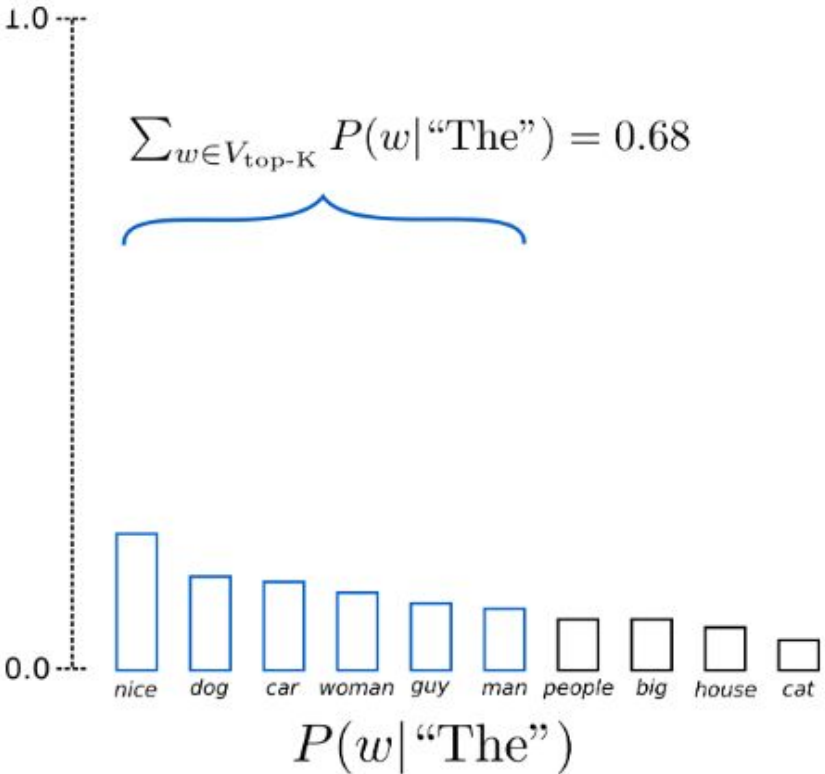 1.0
∑w∈Vtop-K P(w|“The”) = 0.68
0.0
nice dog car woman guy man people big house cat
P(w|“The”)